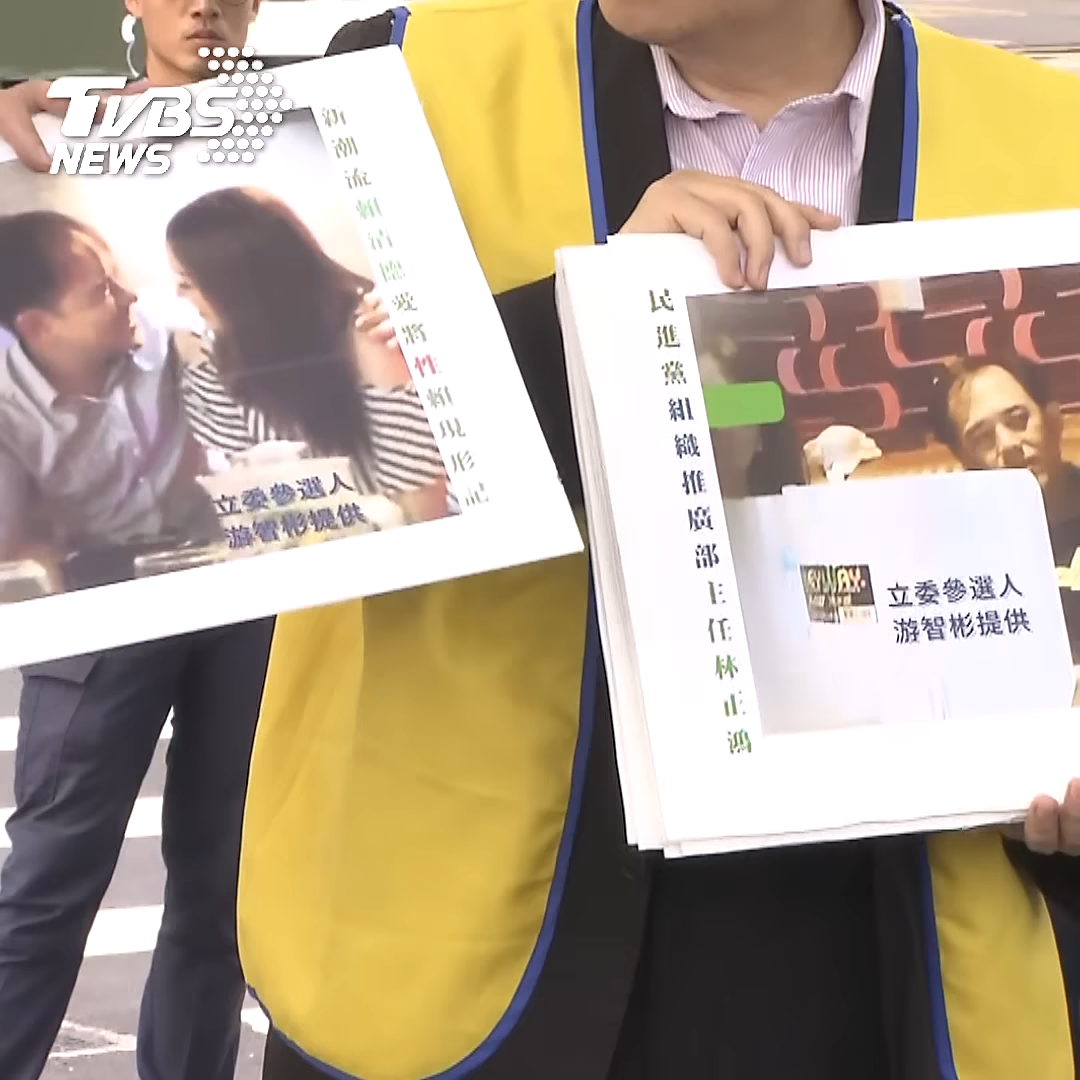 TVBS
NEWS
新潮流賴清德愛將性賴現形記
立委參選人
游智彬提供
民進黨組織推廣部主任林正鴻
立委參選人
游智彬提供